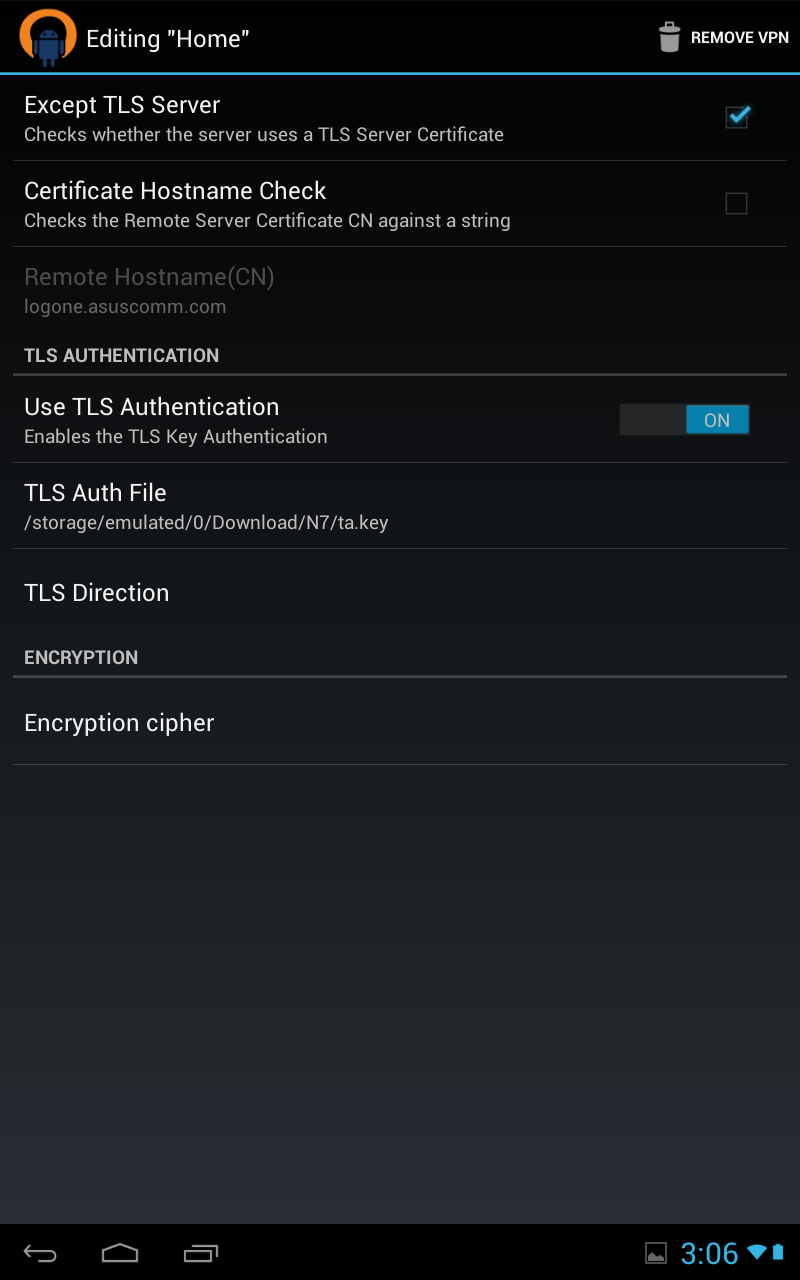 Editing "Home"
REMOVE VPN
Except TLS Server
Checks whether the server uses a TLS Server Certificate
Certificate Hostname Check
Checks the Remote Server Certificate CN against a string
Remote Hostname(CN)
logone.asuscomm.com
TLS AUTHENTICATION
Use TLS Authentication
Enables the TLS Key Authentication
ON
TLS Auth File
/storage/emulated/0/Download/N7/ta.key
TLS Direction
ENCRYPTION
Encryption cipher
3:06